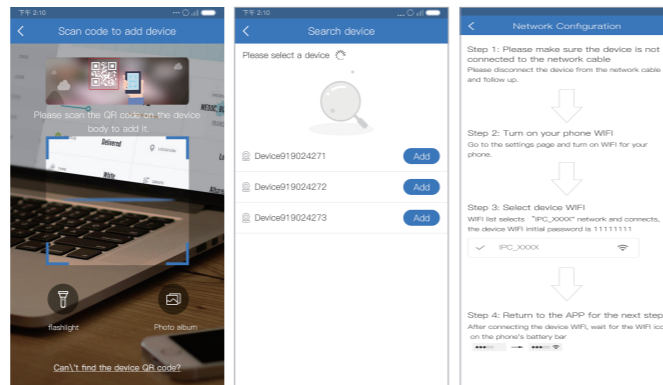 下午 2:10
Scan code to add device
Please scan the QR code on the device
body to add it.
Delivered
LOCATION
White
flashlight
Photo album
Can\'t find the device QR code?
下午 2:10
Search device
Please select a device
Device919024271
Add
Device919024272
Add
Device919024273
Add
Network Configuration
Step 1: Please make sure the device is not
connected to the network cable
Please disconnect the device from the network cable
and follow up.
Step 2: Turn on your phone WIFI
Go to the settings page and turn on WIFI for your
phone.
Step 3: Select device WIFI
WIFI list selects "IPC_XXXX" network and connects,
the device WIFI initial password is 11111111
IPC_XXXX
Step 4: Return to the APP for the next step
After connecting the device WIFI, wait for the WIFI ico
on the phone's battery bar